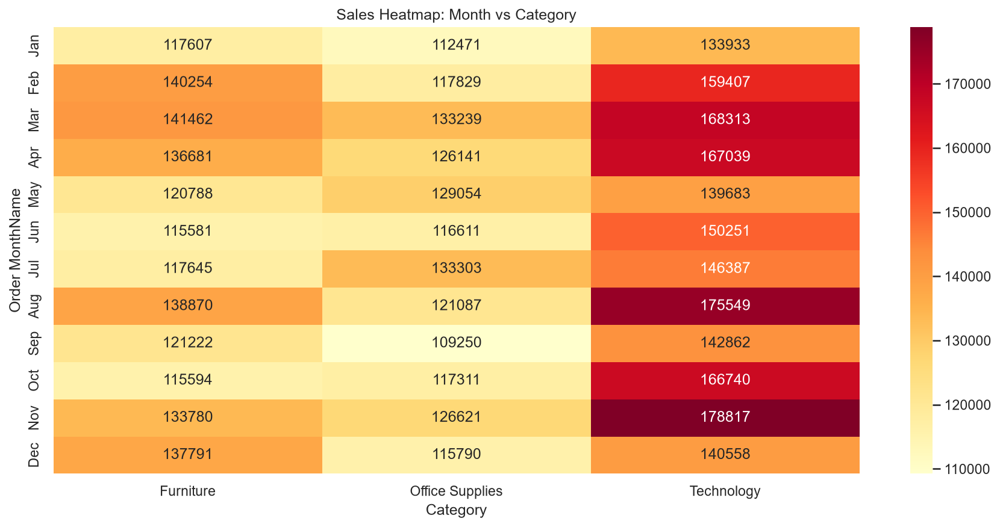 Sales Heatmap: Month vs Category
Order MonthName
Jan 117607 112471 133933
Feb 140254 117829 159407
Mar 141462 133239 168313
Apr 136681 126141 167039
May 120788 129054 139683
Jun 115581 116611 150251
Jul 117645 133303 146387
Aug 138870 121087 175549
Sep 121222 109250 142862
Oct 115594 117311 166740
Nov 133780 126621 178817
Dec 137791 115790 140558
Furniture Office Supplies Technology
Category
170000
160000
150000
140000
130000
120000
110000